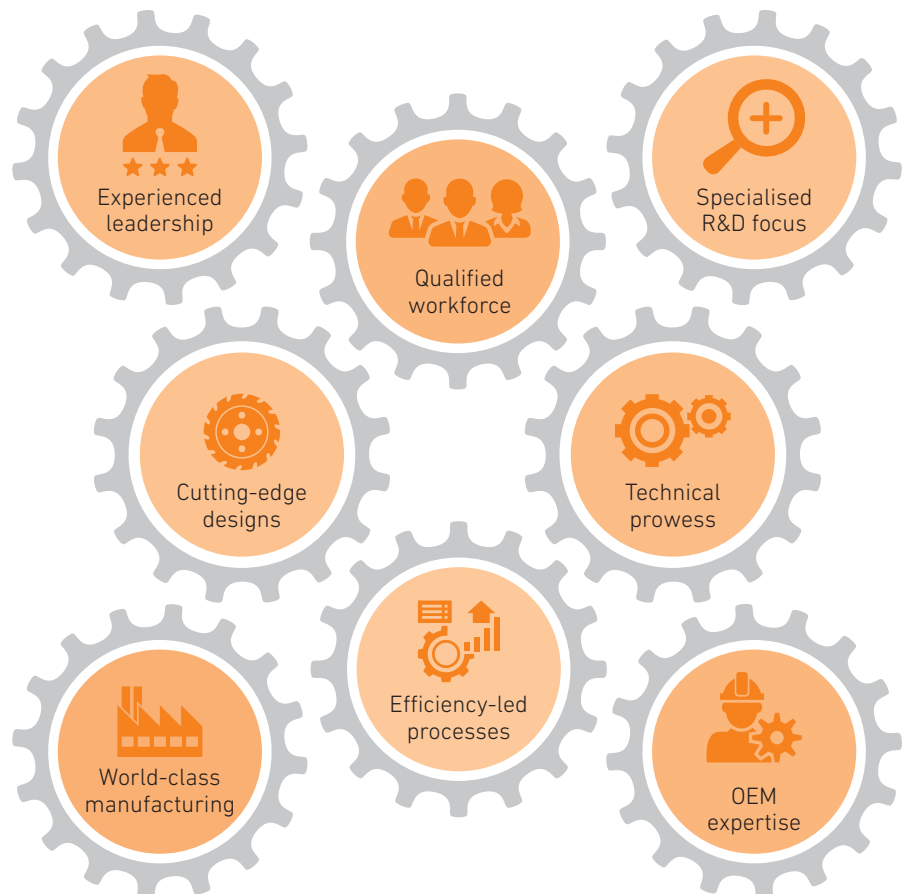 Experienced
leadership
Qualified
workforce
Specialised
R&D focus
Cutting-edge
designs
Technical
prowess
Efficiency-led
processes
World-class
manufacturing
OEM
expertise